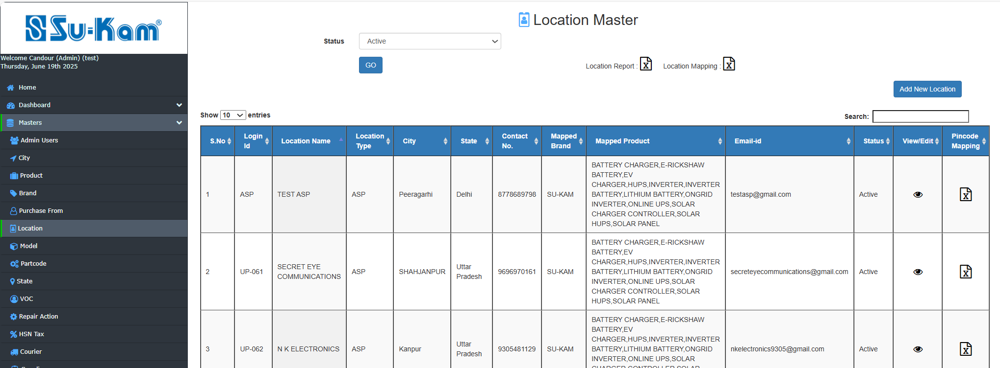 Su-Kam®
Welcome Candour (Admin) (test)
Thursday, June 19th 2025
Home
Dashboard
Masters
Admin Users
City
Product
Brand
Purchase From
Location
Model
Partcode
State
VOC
Repair Action
HSN Tax
Courier
Location Master
Status Active
GO
Location Report : Location Mapping :
Add New Location
Show 10 entries
Search:
S.No Login Id Location Name Location Type City State Contact No. Mapped Brand Mapped Product Email-id Status View/Edit Pincode Mapping
1 ASP TEST ASP ASP Peeragarhi Delhi 8778689798 SU-KAM
BATTERY CHARGER,E-RICKSHAW
BATTERY,EV
CHARGER,HUPS,INVERTER,INVERTER
BATTERY,LITHIUM BATTERY,ONGRID
INVERTER,ONLINE UPS,SOLAR
CHARGER CONTROLLER,SOLAR
HUPS,SOLAR PANEL
testasp@gmail.com Active
2 UP-061 SECRET EYE COMMUNICATIONS ASP SHAHJANPUR Uttar Pradesh 9696970161 SU-KAM
BATTERY CHARGER,E-RICKSHAW
BATTERY,EV
CHARGER,HUPS,INVERTER,INVERTER
BATTERY,LITHIUM BATTERY,ONGRID
INVERTER,ONLINE UPS,SOLAR
CHARGER CONTROLLER,SOLAR
HUPS,SOLAR PANEL
secreteyecommunications@gmail.com Active
3 UP-062 N K ELECTRONICS ASP Kanpur Uttar Pradesh 9305481129 SU-KAM
BATTERY CHARGER,E-RICKSHAW
BATTERY,EV
CHARGER,HUPS,INVERTER,INVERTER
BATTERY,LITHIUM BATTERY,ONGRID
INVERTER,ONLINE UPS,SOLAR
CHARGER CONTROLLER,SOLAR
nkelectronics9305@gmail.com Active